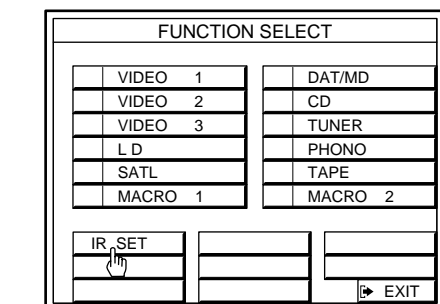 FUNCTION SELECT
VIDEO 1
VIDEO 2
VIDEO 3
L D
SATL
MACRO 1
DAT/MD
CD
TUNER
PHONO
TAPE
MACRO 2
IR SET
EXIT